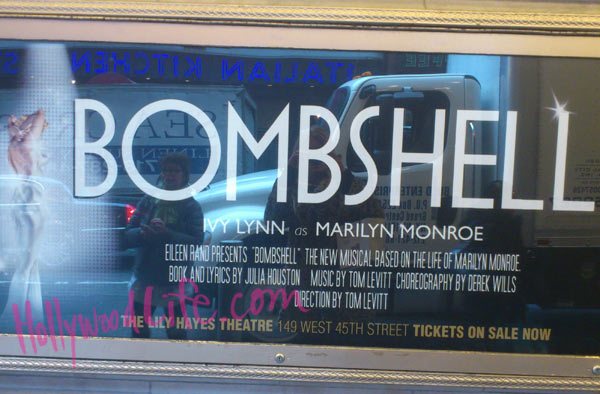 ITALIAN KITCHEN
BOMBSHELL
IVY LYNN as MARILYN MONROE
EILEEN RAND PRESENTS "BOMBSHELL" THE NEW MUSICAL BASED ON THE LIFE OF MARILYN MONROE.
BOOK AND LYRICS BY JULIA HOUSTON MUSIC BY TOM LEVITT CHOREOGRAPHY BY DEREK WILLS
DIRECTION BY TOM LEVITT
HollywoodLife.com
THE LILY HAYES THEATRE 149 WEST 45TH STREET TICKETS ON SALE NOW